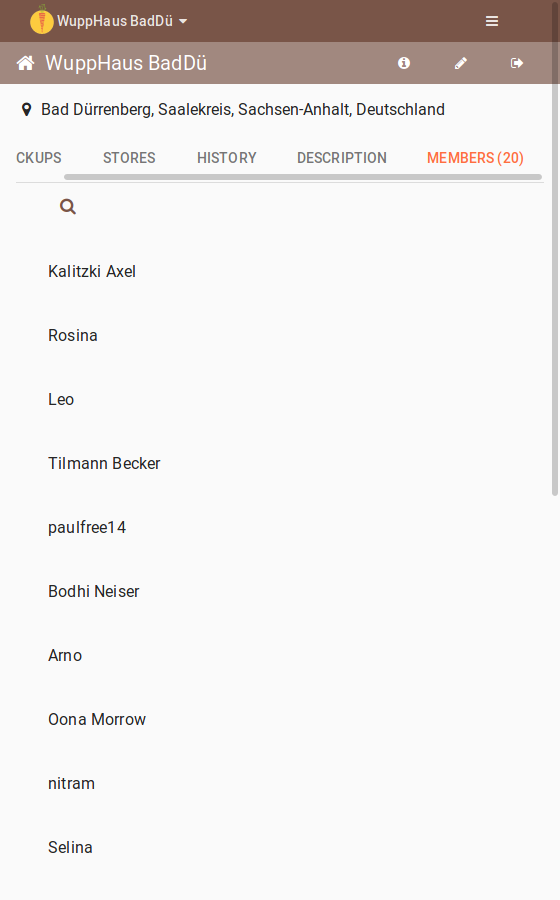 WuppHaus BadDü
WuppHaus BadDü
Bad Dürrenberg, Saalekreis, Sachsen-Anhalt, Deutschland
CKUPS STORES HISTORY DESCRIPTION MEMBERS (20)
Kalitzki Axel
Rosina
Leo
Tilmann Becker
paulfree14
Bodhi Neiser
Arno
Oona Morrow
nitram
Selina